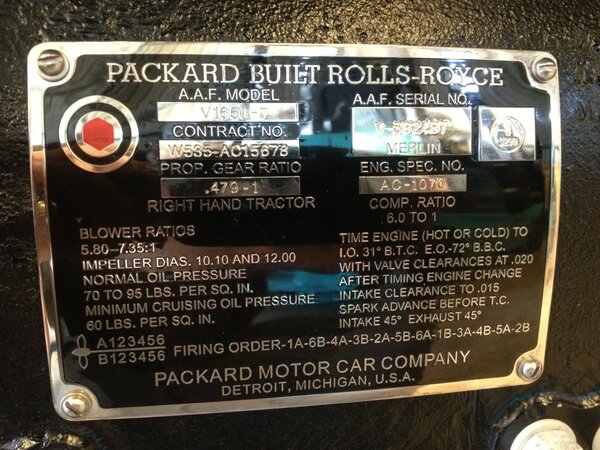 PACKARD BUILT ROLLS-ROYCE
A.A.F. MODEL
V1650-7
CONTRACT NO.
W535-AC15678
PROP. GEAR RATIO
.479-1
RIGHT HAND TRACTOR
A.A.F. SERIAL NO.
MERLIN
ENG. SPEC. NO.
AC-1070
COMP. RATIO
6.0 TO 1
BLOWER RATIOS
5.80-7.35:1
IMPELLER DIAS. 10.10 AND 12.00
NORMAL OIL PRESSURE
70 TO 95 LBS. PER SQ. IN.
MINIMUM CRUISING OIL PRESSURE
60 LBS. PER SQ. IN.
TIME ENGINE (HOT OR COLD) TO
I.O. 31° B.T.C. E.O.-72° B.B.C.
WITH VALVE CLEARANCES AT .020
AFTER TIMING ENGINE CHANGE
INTAKE CLEARANCE TO .015
SPARK ADVANCE BEFORE T.C.
INTAKE 45° EXHAUST 45°
A123456
B123456
FIRING ORDER-1A-6B-4A-3B-2A-5B-6A-1B-3A-4B-5A-2B
PACKARD MOTOR CAR COMPANY
DETROIT, MICHIGAN, U.S.A.